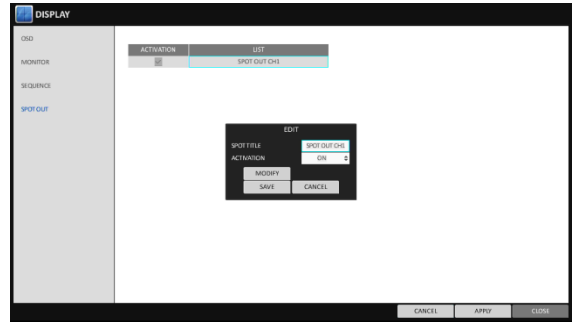 DISPLAY
OSD
MONITOR
SEQUENCE
SPOT OUT
ACTIVATION LIST
SPOT OUT CH1
EDIT
SPOT TITLE SPOT OUT CH1
ACTIVATION ON
MODIFY
SAVE CANCEL
CANCEL APPLY CLOSE